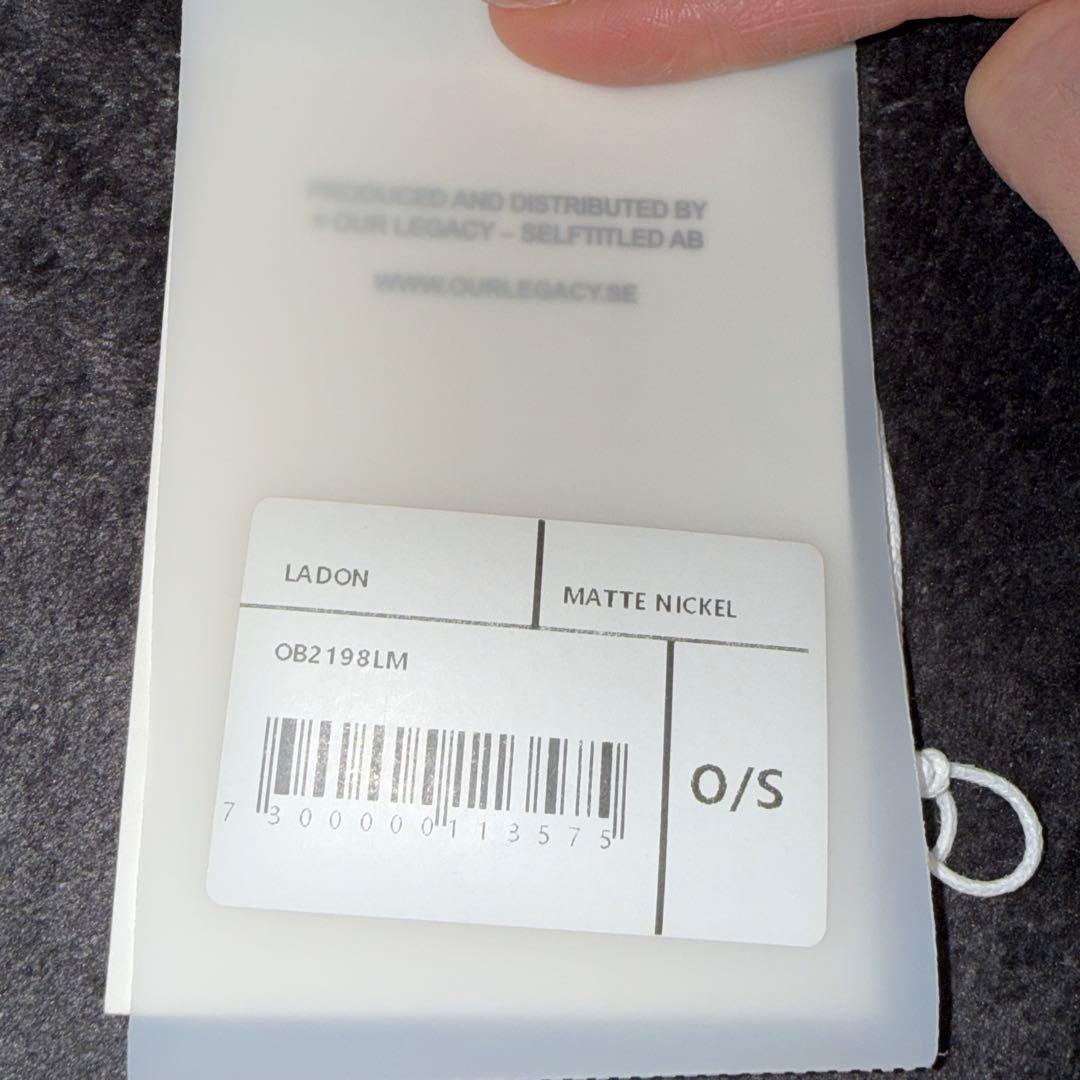 PRODUCED AND DISTRIBUTED BY
® OUR LEGACY – SELFTITLED AB
WWW.OURLEGACY.SE
LADON
MATTE NICKEL
OB2198LM
7 300000 113575
O/S